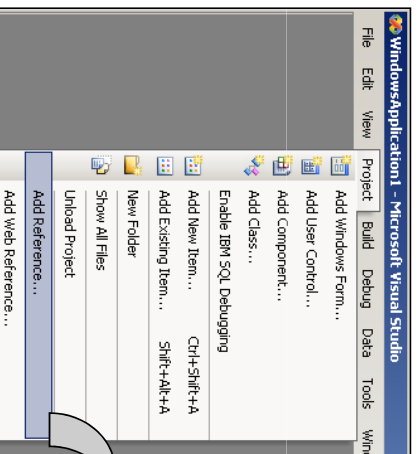 WindowsApplication1 - Microsoft Visual Studio
File Edit View Project Build Debug Data Tools
Add Windows Form...
Add User Control...
Add Component...
Add Class...
Enable IBM SQL Debugging
Add New Item... Ctrl+Shift+A
Add Existing Item... Shift+Alt+A
New Folder
Show All Files
Unload Project
Add Reference...
Add Web Reference...